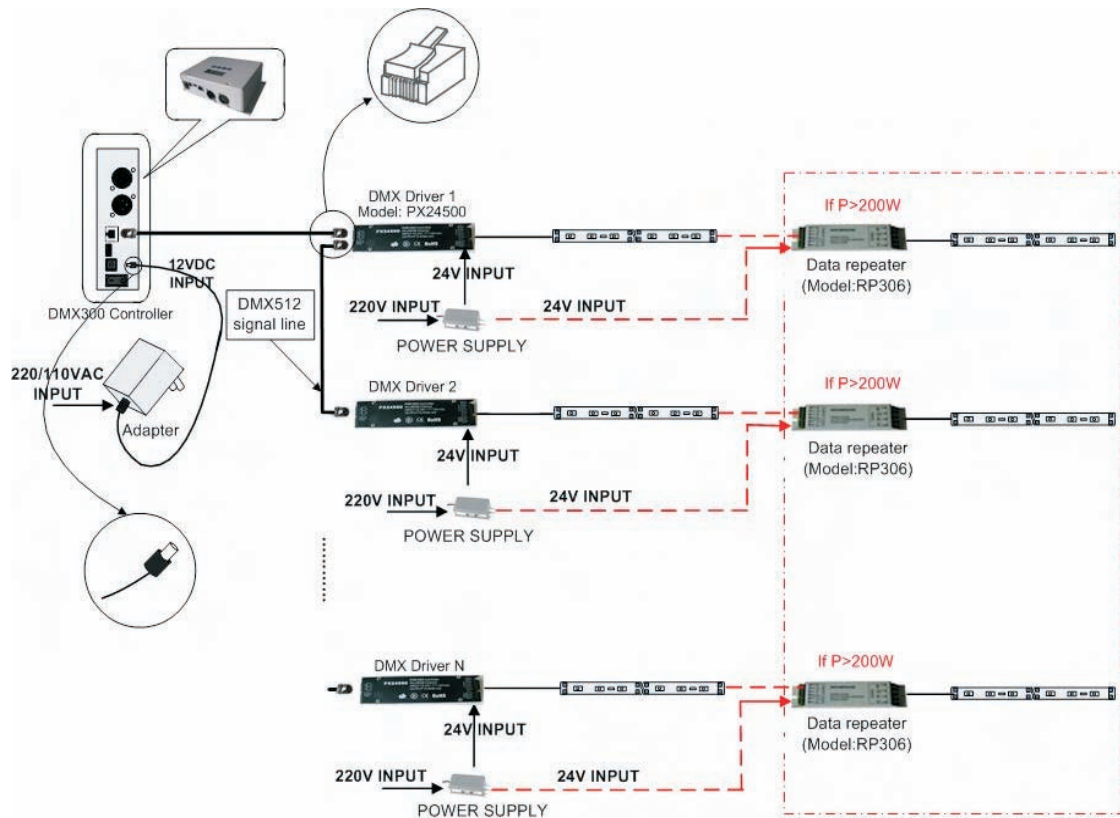 DMX Driver 1
Model: PX24500
If P>200W
PX24500
12VDC
INPUT
24V INPUT
Data repeater
(Model:RP306)
DMX300 Controller
DMX512
signal line
220V INPUT
24V INPUT
POWER SUPPLY
220/110VAC
INPUT
Adapter
DMX Driver 2
If P>200W
PX24500
24V INPUT
Data repeater
(Model:RP306)
220V INPUT
24V INPUT
POWER SUPPLY
DMX Driver N
If P>200W
PX24500
24V INPUT
Data repeater
(Model:RP306)
220V INPUT
24V INPUT
POWER SUPPLY